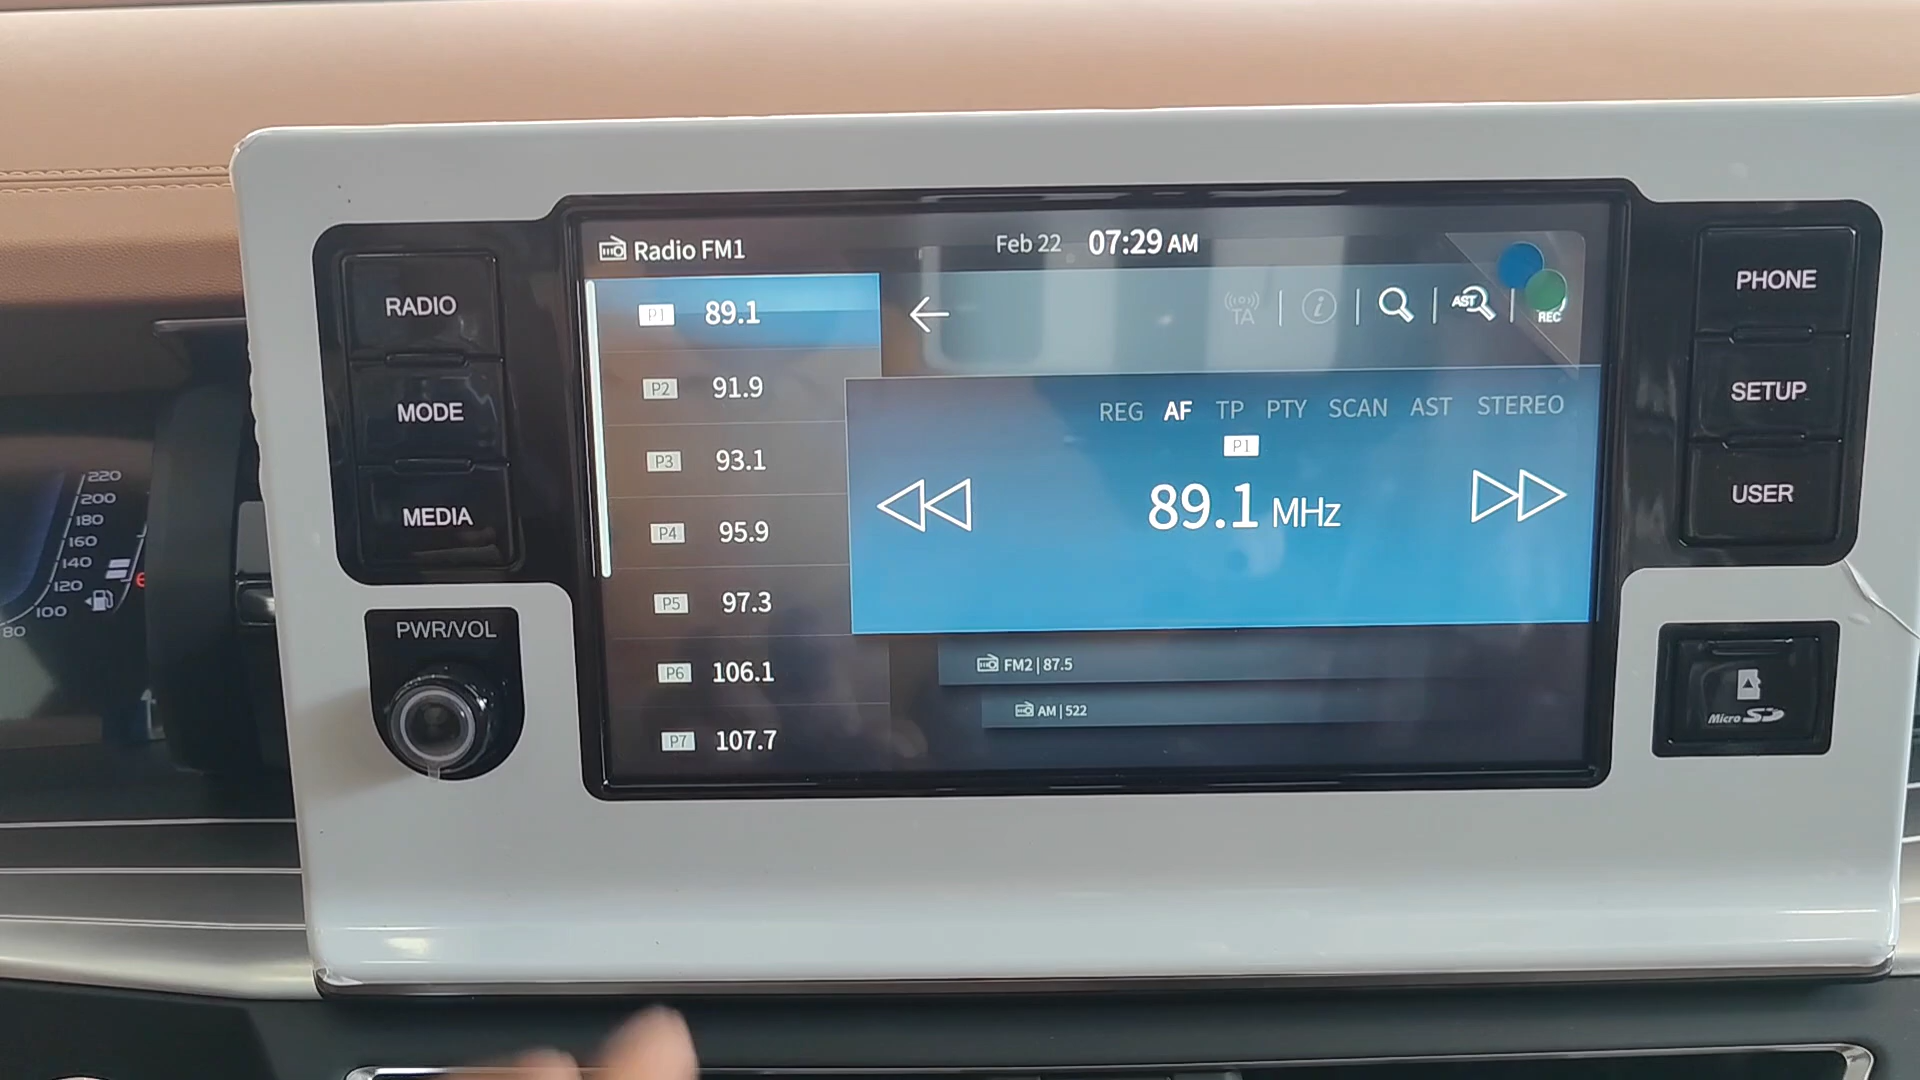 RADIO
MODE
MEDIA
PWR/VOL
Radio FM1
Feb 22 07:29 AM
P1 89.1
P2 91.9
P3 93.1
P4 95.9
P5 97.3
P6 106.1
P7 107.7
TA
i
AST
REC
REG AF TP PTY SCAN AST STEREO
P1
89.1 MHz
FM2 | 87.5
AM | 522
PHONE
SETUP
USER
Micro SD
220
200
180
160
140
120
100
80